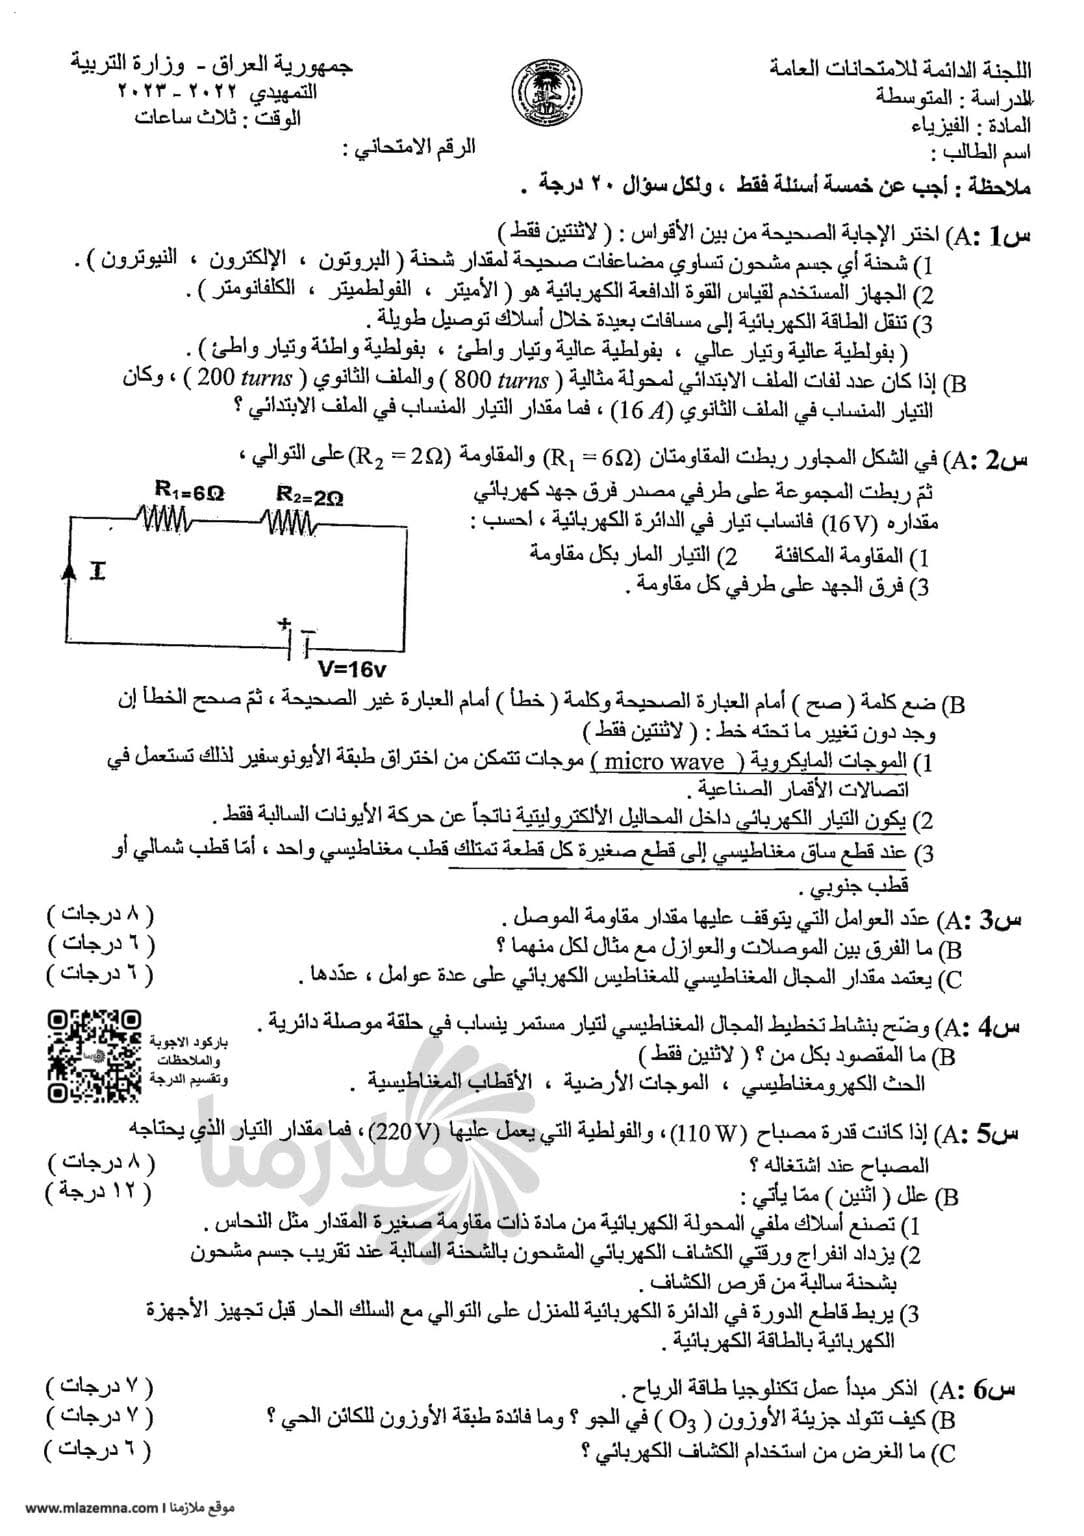 اللجنة الدائمة للامتحانات العامة
الدراسة : المتوسطة
المادة : الفيزياء
اسم الطالب :
جمهورية العراق - وزارة التربية
التمهيدي ٢٠٢٢ - ٢٠٢٣
الوقت : ثلاث ساعات
الرقم الامتحاني :
ملاحظة : أجب عن خمسة أسئلة فقط ، ولكل سؤال ٢٠ درجة .
س1 :A) اختر الإجابة الصحيحة من بين الأقواس : ( لاثنتين فقط )
1) شحنة أي جسم مشحون تساوي مضاعفات صحيحة لمقدار شحنة ( البروتون ، الإلكترون ، النيوترون ) .
2) الجهاز المستخدم لقياس القوة الدافعة الكهربائية هو ( الأميتر ، الفولطميتر ، الكلفانومتر ) .
3) تنقل الطاقة الكهربائية إلى مسافات بعيدة خلال أسلاك توصيل طويلة .
( بفولطية عالية وتيار عالي ، بفولطية عالية وتيار واطئ ، بفولطية واطئة وتيار واطئ ) .
B) إذا كان عدد لفات الملف الابتدائي لمحولة مثالية ( 800 turns ) والملف الثانوي ( 200 turns ) ، وكان
التيار المنساب في الملف الثانوي (16 A) ، فما مقدار التيار المنساب في الملف الابتدائي ؟
س2 :A) في الشكل المجاور ربطت المقاومتان (R1 = 6Ω) والمقاومة (R2 = 2Ω) على التوالي ،
ثم ربطت المجموعة على طرفي مصدر فرق جهد كهربائي
مقداره (16V) فانساب تيار في الدائرة الكهربائية ، احسب :
1) المقاومة المكافئة 2) التيار المار بكل مقاومة
3) فرق الجهد على طرفي كل مقاومة .
R1=6Ω R2=2Ω
I
+ -
V=16v
B) ضع كلمة ( صح ) أمام العبارة الصحيحة وكلمة ( خطأ ) أمام العبارة غير الصحيحة ، ثم صحح الخطأ إن
وجد دون تغيير ما تحته خط : ( لاثنتين فقط )
1) الموجات المايكروية ( micro wave ) موجات تتمكن من اختراق طبقة الأيونوسفير لذلك تستعمل في
اتصالات الأقمار الصناعية .
2) يكون التيار الكهربائي داخل المحاليل الألكتروليتية ناتجاً عن حركة الأيونات السالبة فقط .
3) عند قطع ساق مغناطيسي إلى قطع صغيرة كل قطعة تمتلك قطب مغناطيسي واحد ، أمّا قطب شمالي أو
قطب جنوبي .
س3 :A) عدّد العوامل التي يتوقف عليها مقدار مقاومة الموصل . ( ٨ درجات )
B) ما الفرق بين الموصلات والعوازل مع مثال لكل منهما ؟ ( ٦ درجات )
C) يعتمد مقدار المجال المغناطيسي للمغناطيس الكهربائي على عدة عوامل ، عدّدها . ( ٦ درجات )
س4 :A) وضّح بنشاط تخطيط المجال المغناطيسي لتيار مستمر ينساب في حلقة موصلة دائرية .
B) ما المقصود بكل من ؟ ( لاثنين فقط )
الحث الكهرومغناطيسي ، الموجات الأرضية ، الأقطاب المغناطيسية .
باركود الاجوبة
والملاحظات
وتقسيم الدرجة
ملازمنا
س5 :A) إذا كانت قدرة مصباح (110 W) ، والفولطية التي يعمل عليها (220 V) ، فما مقدار التيار الذي يحتاجه
المصباح عند اشتغاله ؟ ( ٨ درجات )
B) علل ( اثنين ) ممّا يأتي : ( ١٢ درجة )
1) تصنع أسلاك ملفي المحولة الكهربائية من مادة ذات مقاومة صغيرة المقدار مثل النحاس .
2) يزداد انفراج ورقتي الكشاف الكهربائي المشحون بالشحنة السالبة عند تقريب جسم مشحون
بشحنة سالبة من قرص الكشاف .
3) يربط قاطع الدورة في الدائرة الكهربائية للمنزل على التوالي مع السلك الحار قبل تجهيز الأجهزة
الكهربائية بالطاقة الكهربائية .
س6 :A) اذكر مبدأ عمل تكنلوجيا طاقة الرياح . ( ٧ درجات )
B) كيف تتولد جزيئة الأوزون ( O3 ) في الجو ؟ وما فائدة طبقة الأوزون للكائن الحي ؟ ( ٧ درجات )
C) ما الغرض من استخدام الكشاف الكهربائي ؟ ( ٦ درجات )
موقع ملازمنا | www.mlazemna.com